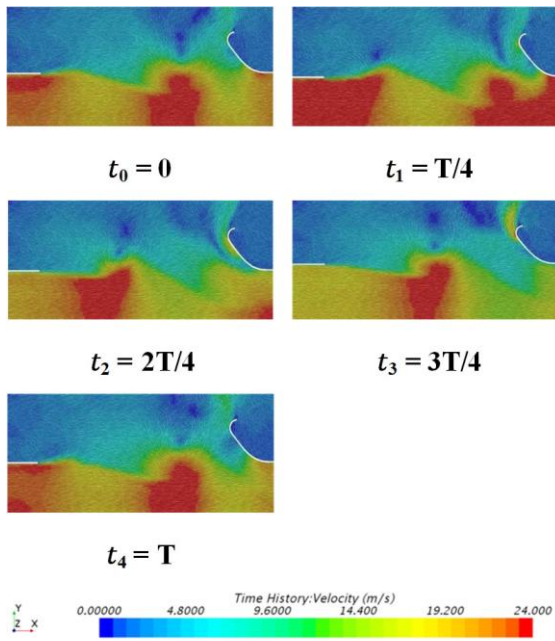 t₀ = 0
t₁ = T/4
t₂ = 2T/4
t₃ = 3T/4
t₄ = T
Y
Z X
Time History:Velocity (m/s)
0.00000 4.8000 9.6000 14.400 19.200 24.000